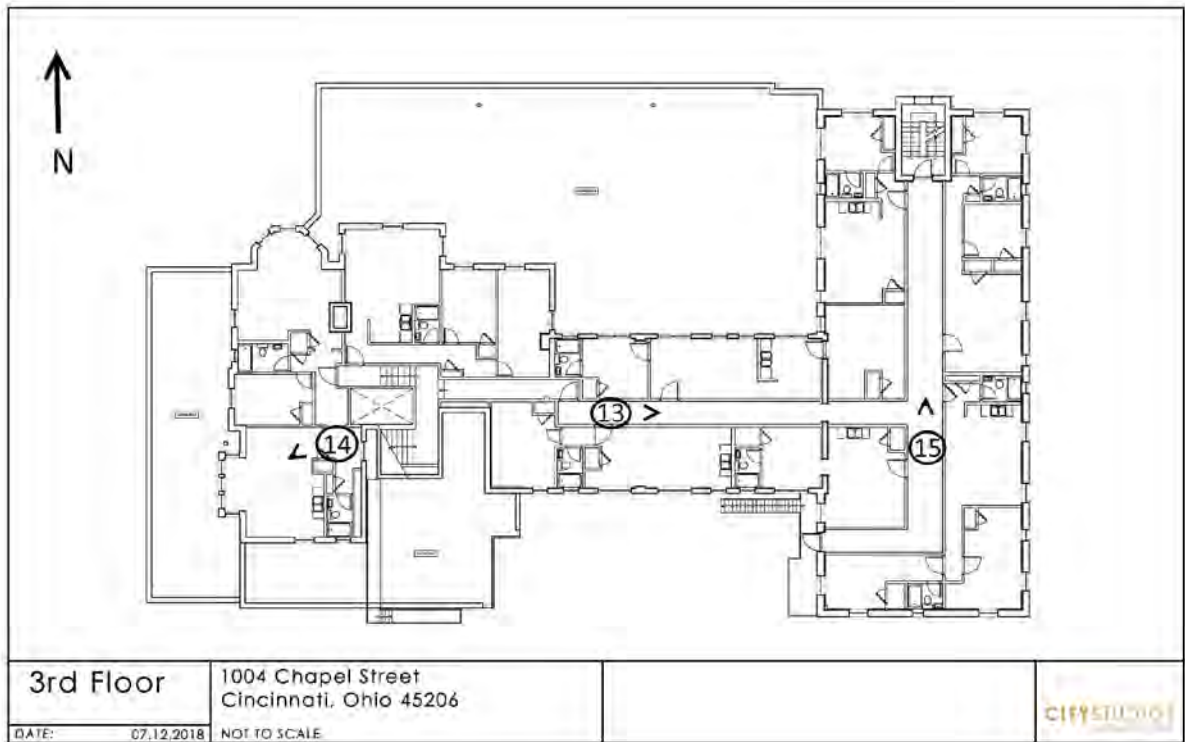 N
13
14
15
3rd Floor
1004 Chapel Street
Cincinnati, Ohio 45206
DATE: 07.12.2018
NOT TO SCALE
CITYSTUDIOS